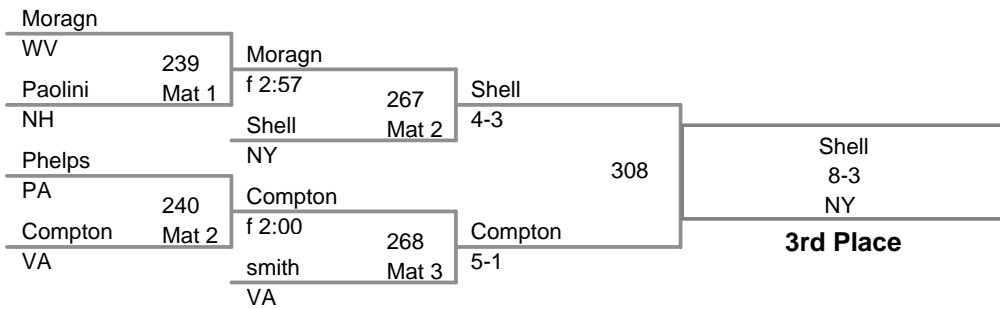 Moragn
WV
239
Mat 1
Paolini
NH
Moragn
f 2:57
267
Mat 2
Shell
NY
Shell
4-3
Phelps
PA
240
Mat 2
Compton
VA
Compton
f 2:00
268
Mat 3
smith
VA
Compton
5-1
308
Shell
8-3
NY
3rd Place